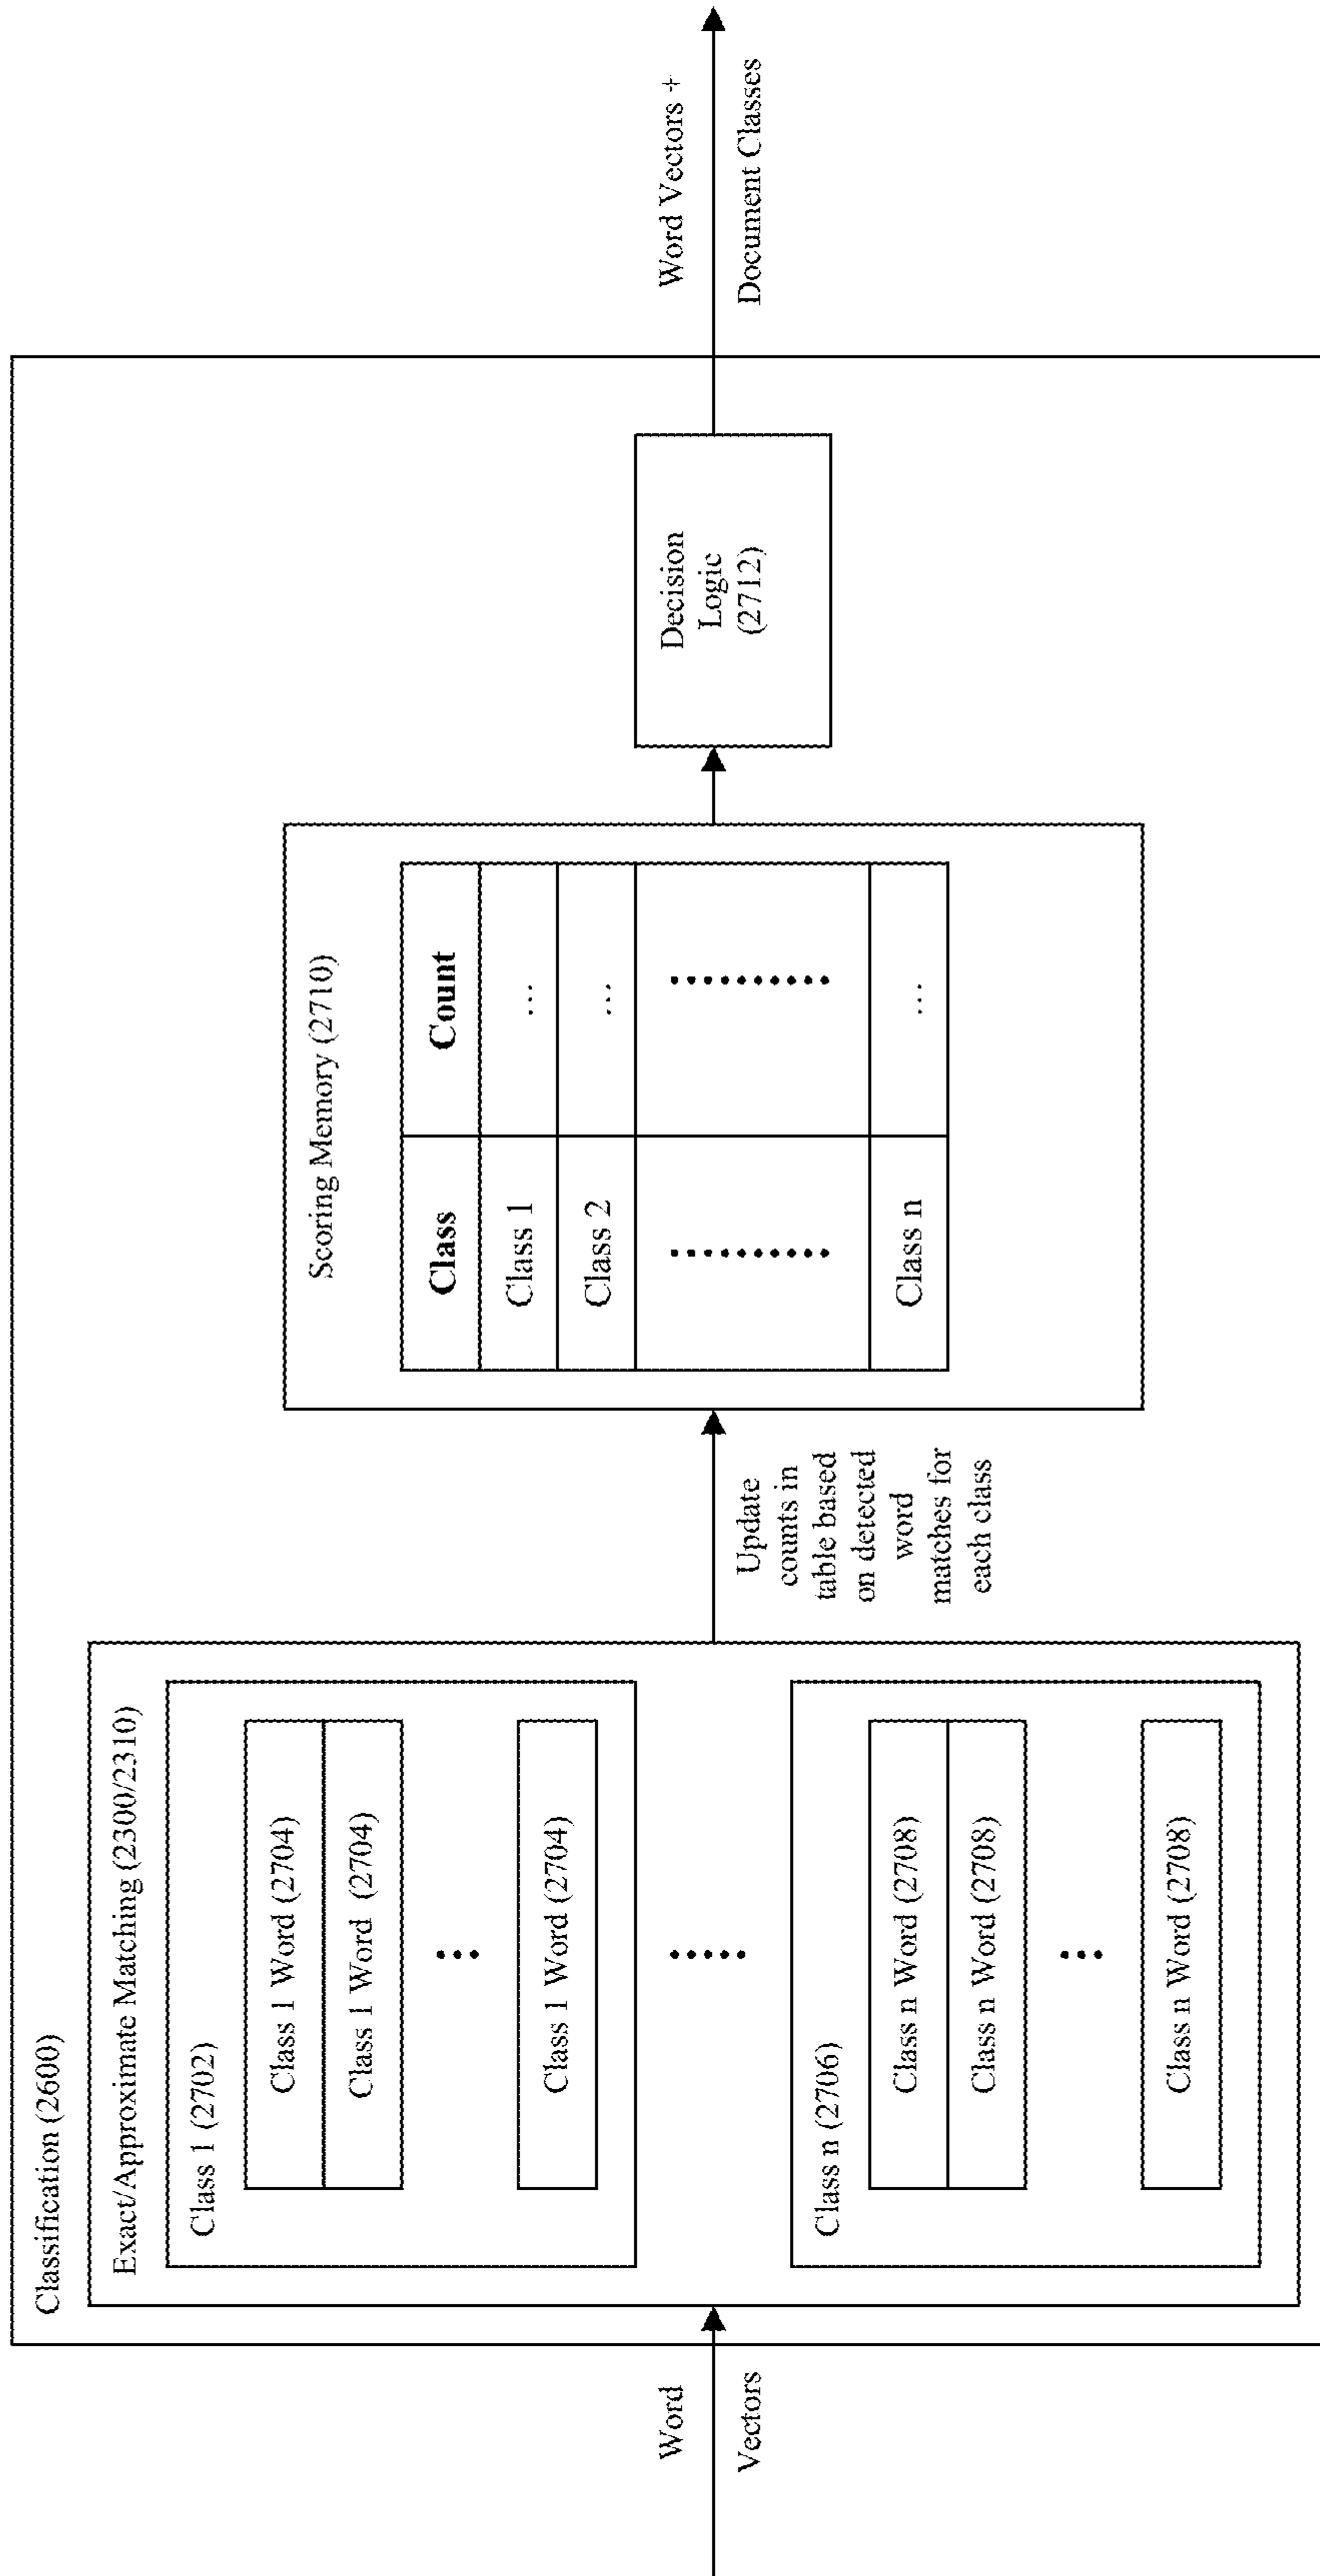 Classification (2600)
Word
Vectors
Exact/Approximate Matching (2300/2310)
Class 1 (2702)
Class 1 Word (2704)
Class 1 Word (2704)
Class 1 Word (2704)
Class n (2706)
Class n Word (2708)
Class n Word (2708)
Class n Word (2708)
Update
counts in
table based
on detected
word
matches for
each class
Scoring Memory (2710)
Class Count
Class 1 ...
Class 2 ...
Class n ...
Decision
Logic
(2712)
Word Vectors +
Document Classes